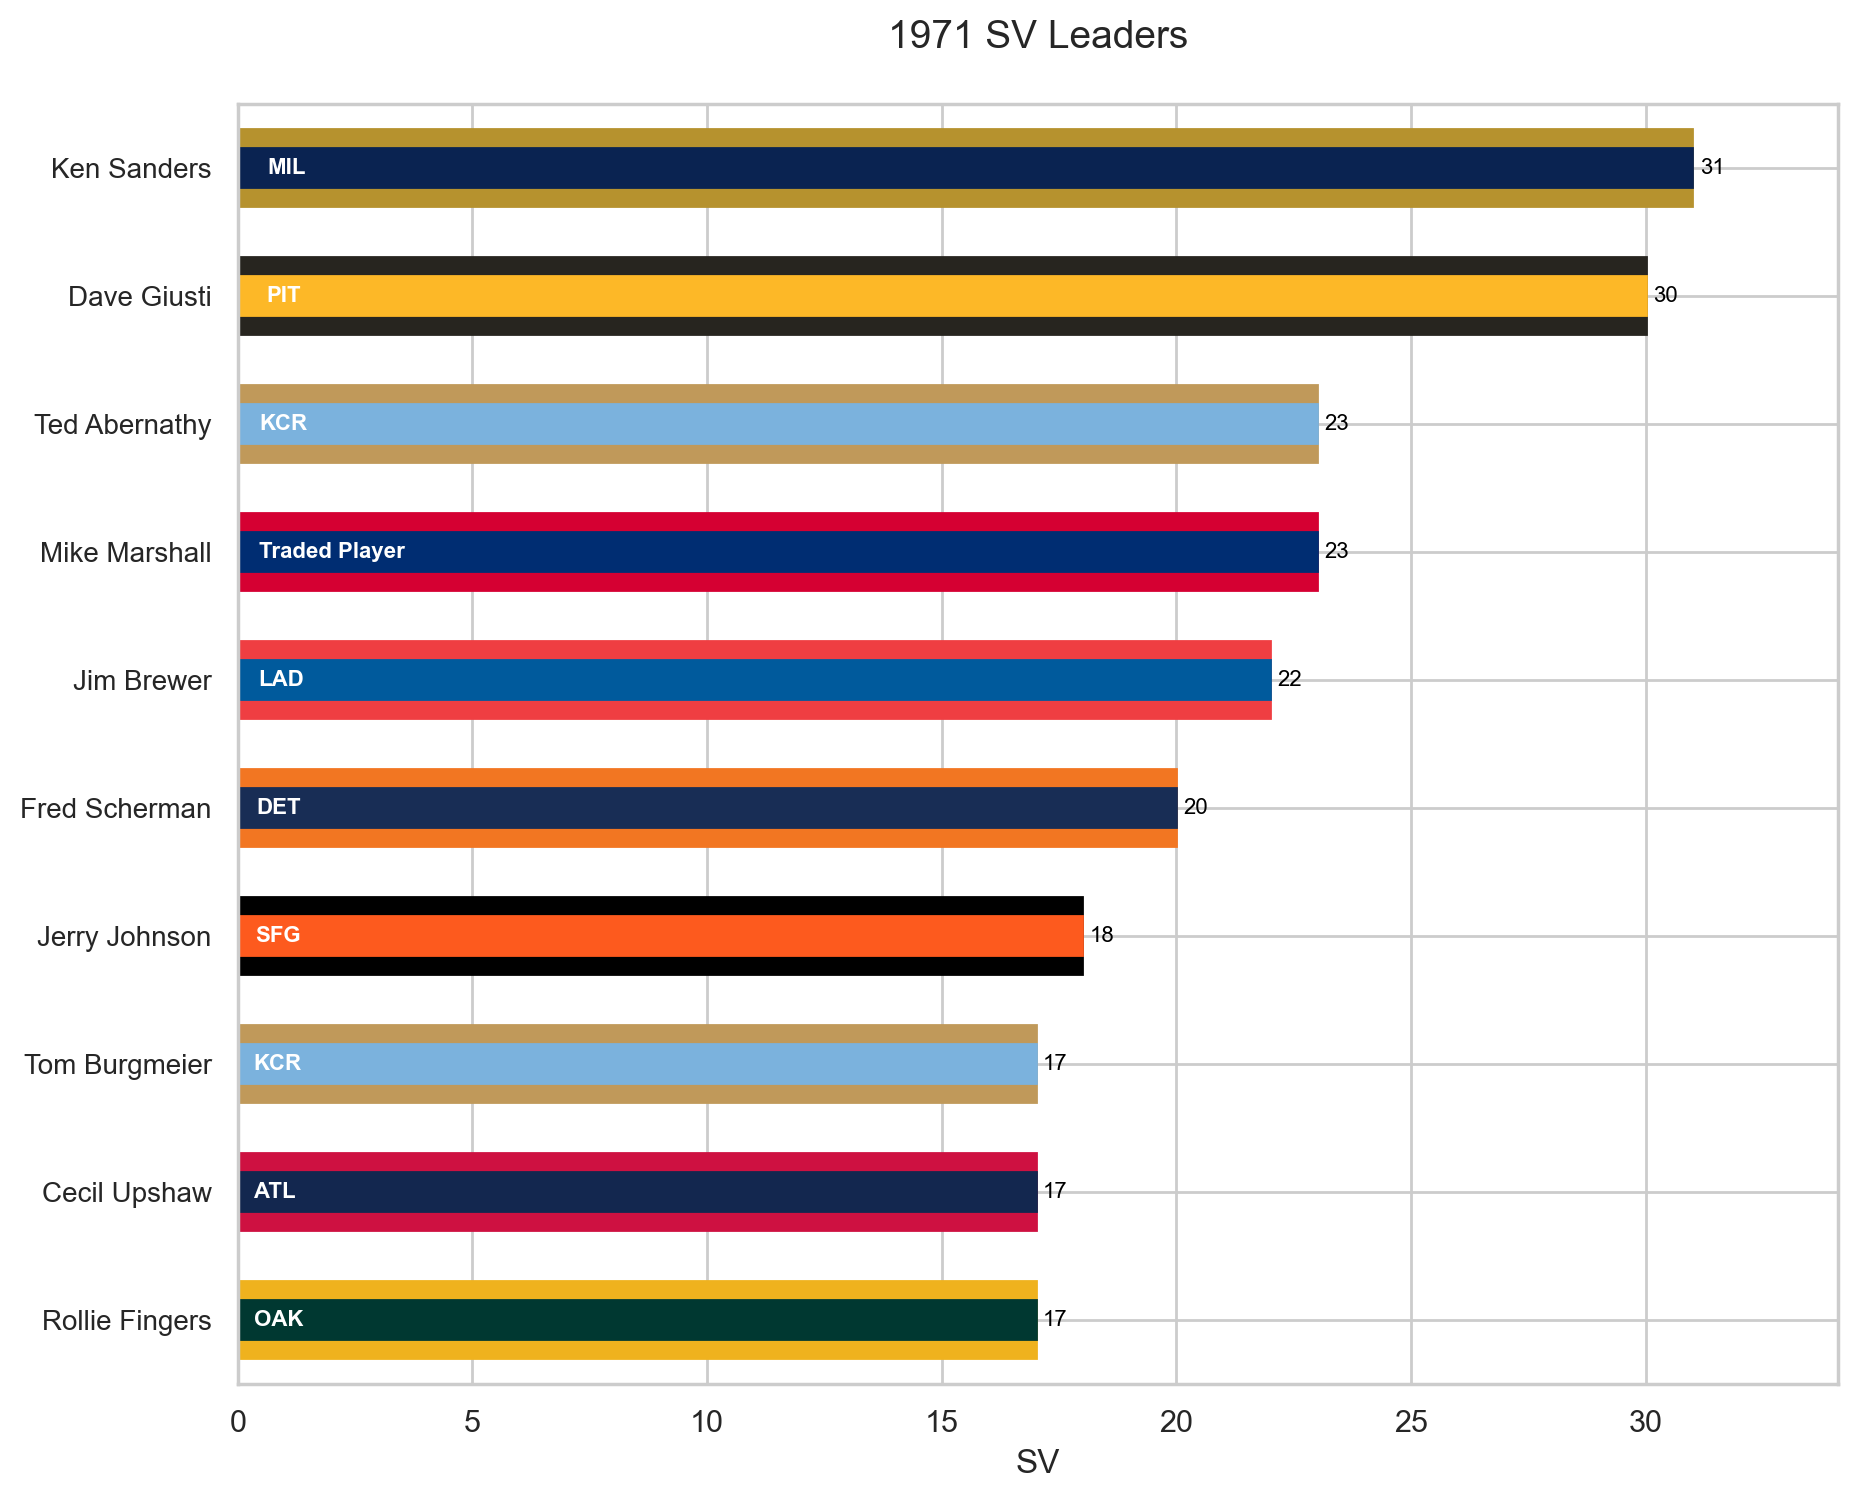 1971 SV Leaders
Ken Sanders MIL 31
Dave Giusti PIT 30
Ted Abernathy KCR 23
Mike Marshall Traded Player 23
Jim Brewer LAD 22
Fred Scherman DET 20
Jerry Johnson SFG 18
Tom Burgmeier KCR 17
Cecil Upshaw ATL 17
Rollie Fingers OAK 17
0 5 10 15 20 25 30
SV